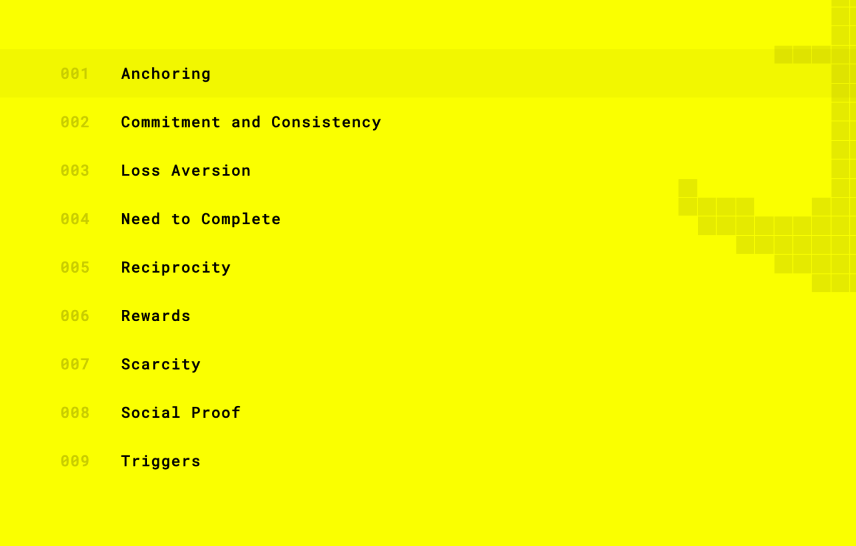 001 Anchoring
002 Commitment and Consistency
003 Loss Aversion
004 Need to Complete
005 Reciprocity
006 Rewards
007 Scarcity
008 Social Proof
009 Triggers